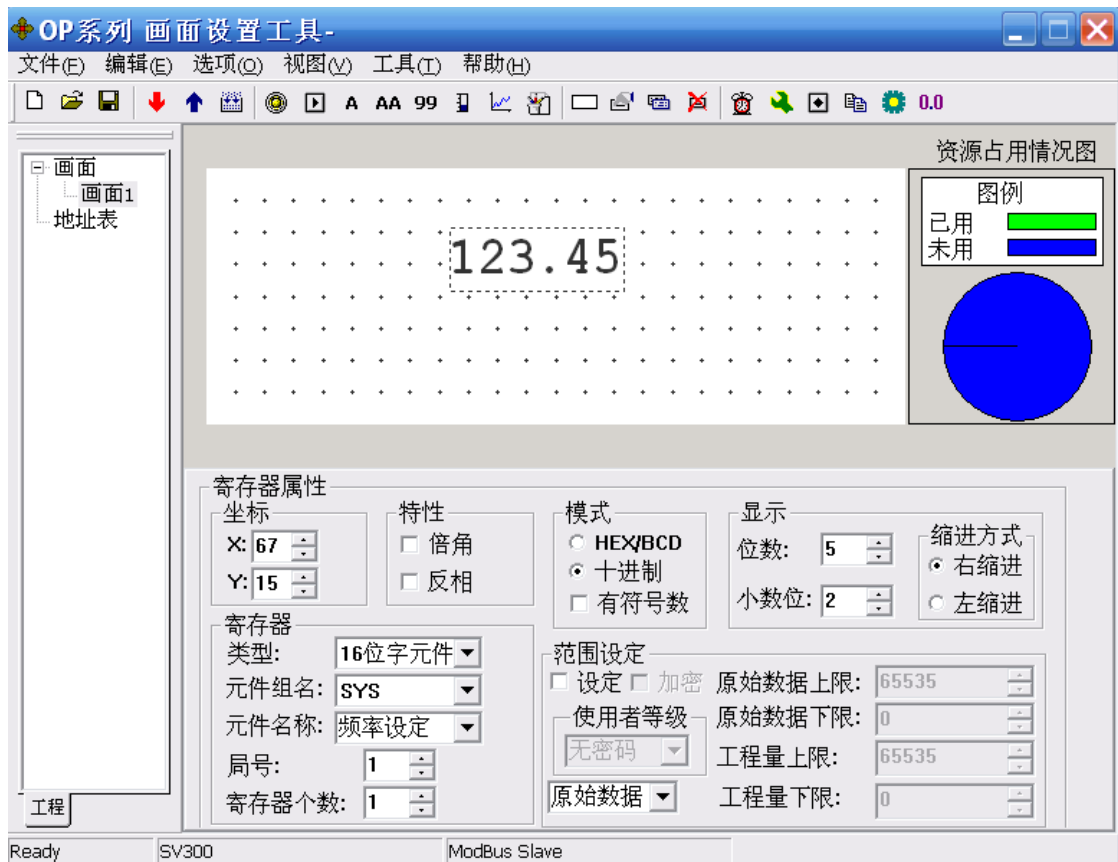 OP系列 画面设置工具-
文件(F) 编辑(E) 选项(O) 视图(V) 工具(T) 帮助(H)
A AA 99 0.0
画面
画面1
地址表
工程
123.45
资源占用情况图
图例
已用
未用
寄存器属性
坐标
X: 67
Y: 15
特性
倍角
反相
模式
HEX/BCD
十进制
有符号数
显示
位数: 5
小数位: 2
缩进方式
右缩进
左缩进
寄存器
类型: 16位字元件
元件组名: SYS
元件名称: 频率设定
局号: 1
寄存器个数: 1
范围设定
设定 加密
使用者等级
无密码
原始数据
原始数据上限: 65535
原始数据下限: 0
工程量上限: 65535
工程量下限: 0
Ready SV300 ModBus Slave